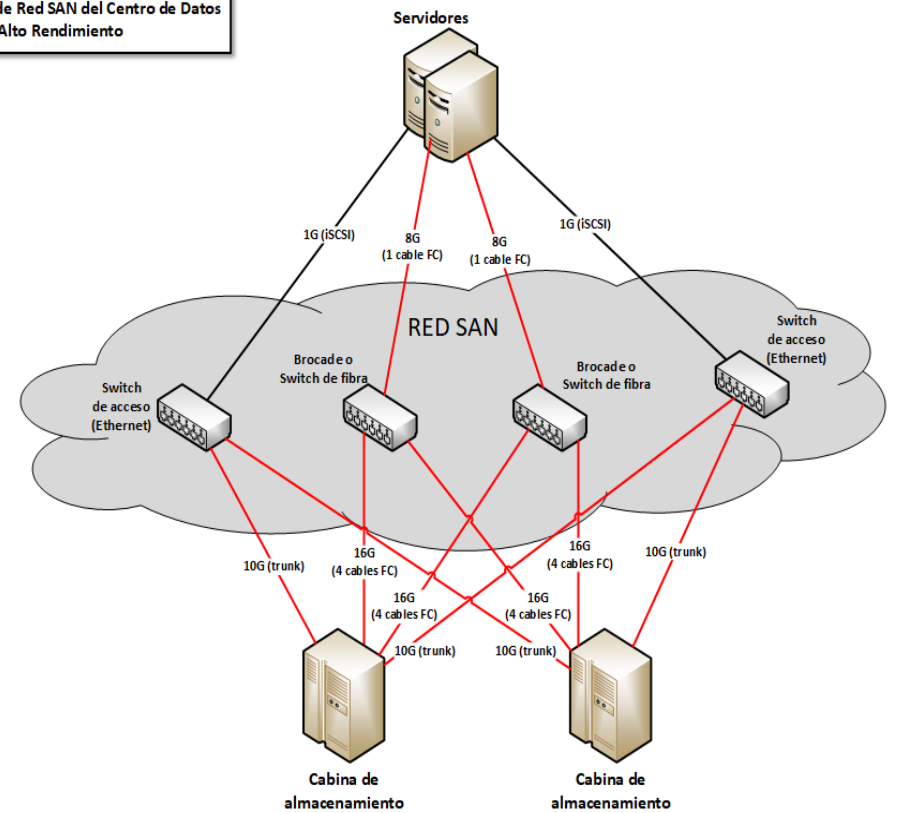 de Red SAN del Centro de Datos
Alto Rendimiento
Servidores
1G (iSCSI)
8G
(1 cable FC)
8G
(1 cable FC)
1G (iSCSI)
RED SAN
Switch
de acceso
(Ethernet)
Brocade o
Switch de fibra
Brocade o
Switch de fibra
Switch
de acceso
(Ethernet)
10G (trunk)
16G
(4 cables FC)
16G
(4 cables FC)
10G (trunk)
16G
(4 cables FC)
16G
(4 cables FC)
10G (trunk)
10G (trunk)
Cabina de
almacenamiento
Cabina de
almacenamiento